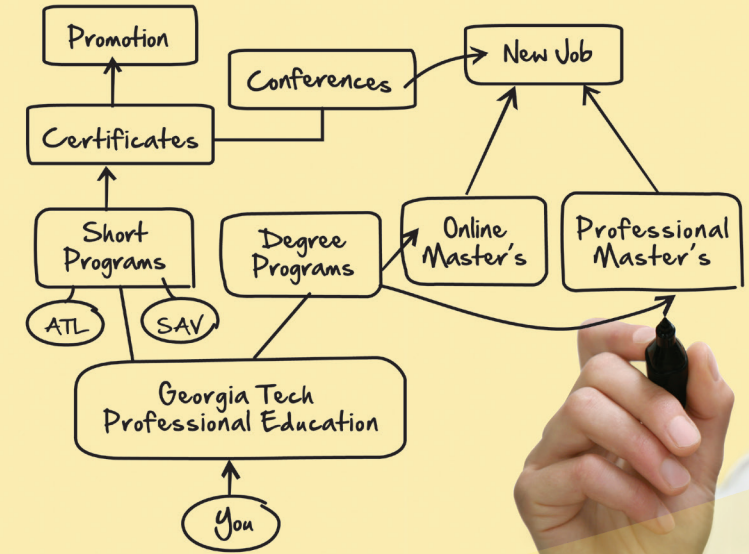 Promotion
Conferences
New Job
Certificates
Short
Programs
Degree
Programs
Online
Master's
Professional
Master's
ATL
SAV
Georgia Tech
Professional Education
You